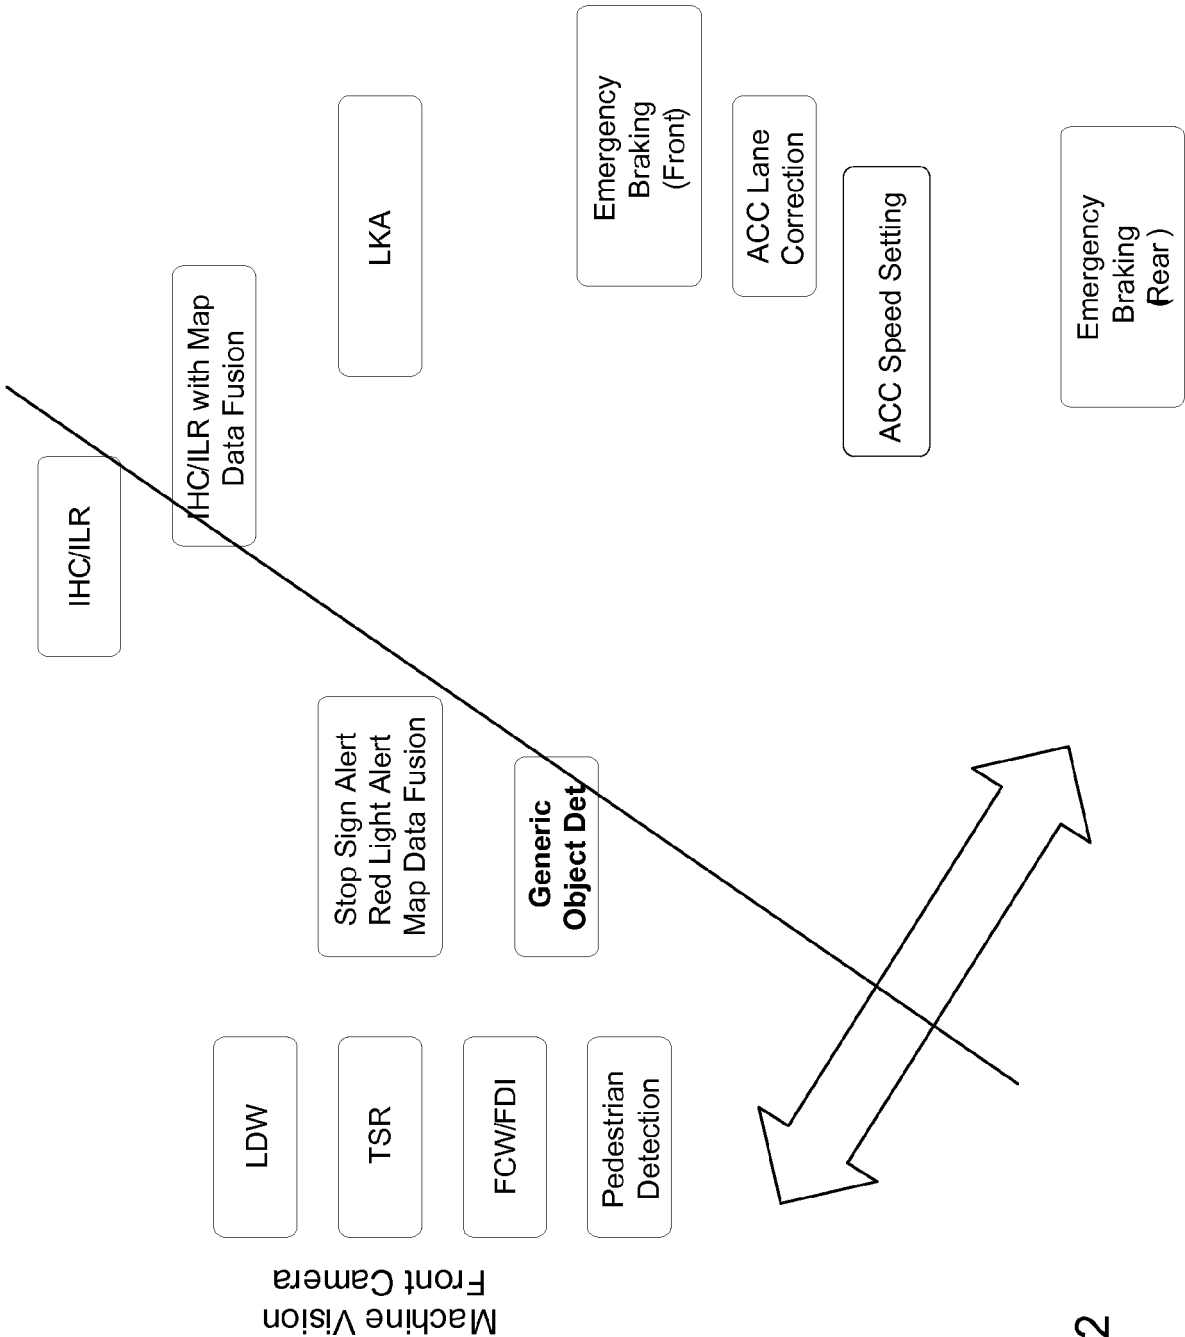 IHC/ILR
IHC/ILR with Map
Data Fusion
LKA
Stop Sign Alert
Red Light Alert
Map Data Fusion
Generic
Object Det
Emergency
Braking
(Front)
ACC Lane
Correction
ACC Speed Setting
Emergency
Braking
(Rear)
LDW
TSR
FCW/FDI
Pedestrian
Detection
Machine Vision
Front Camera
2